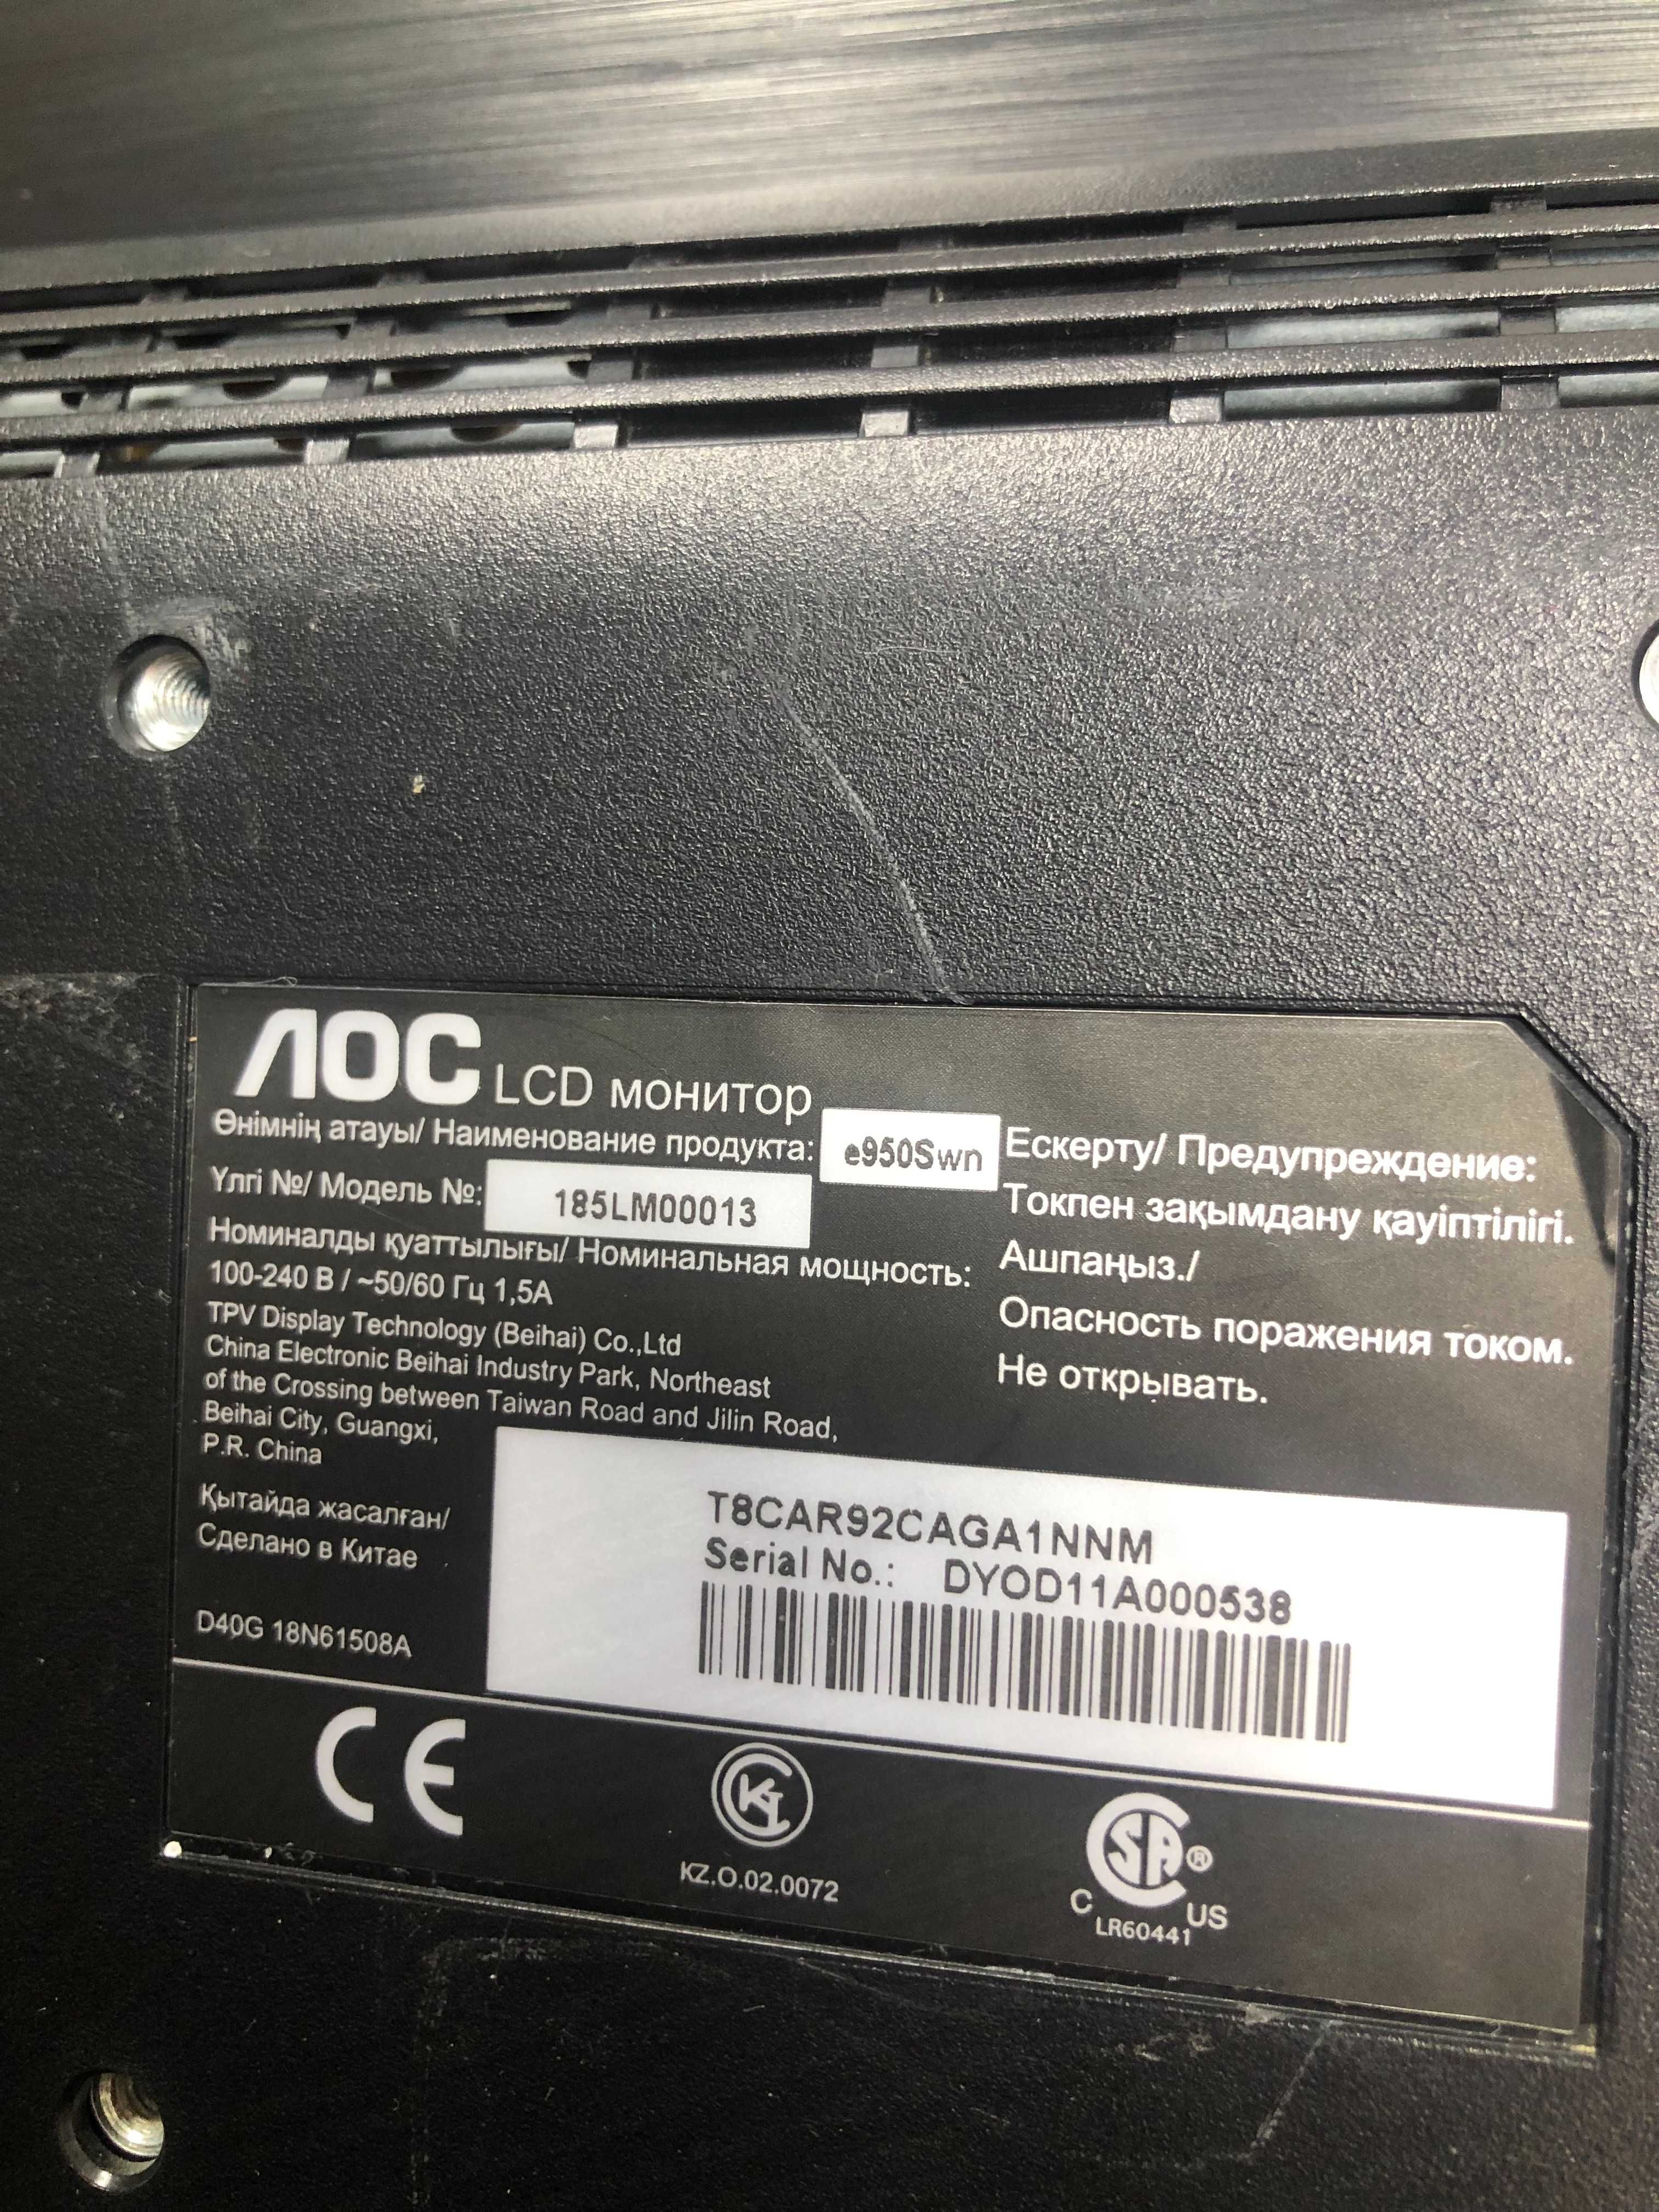 AOC LCD монитор
Өнімнің атауы/ Наименование продукта: e950Swn
Үлгі №/ Модель №: 185LM00013
Номиналды қуаттылығы/ Номинальная мощность:
100-240 В / ~50/60 Гц 1,5А
TPV Display Technology (Beihai) Co.,Ltd
China Electronic Beihai Industry Park, Northeast
of the Crossing between Taiwan Road and Jilin Road,
Beihai City, Guangxi,
P.R. China
Қытайда жасалған/
Сделано в Китае
D40G 18N61508A
Ескерту/ Предупреждение:
Токпен зақымдану қауіптілігі.
Ашпаңыз./
Опасность поражения током.
Не открывать.
T8CAR92CAGA1NNM
Serial No.: DYOD11A000538
CE
KZ.O.02.0072
SA®
C US
LR60441